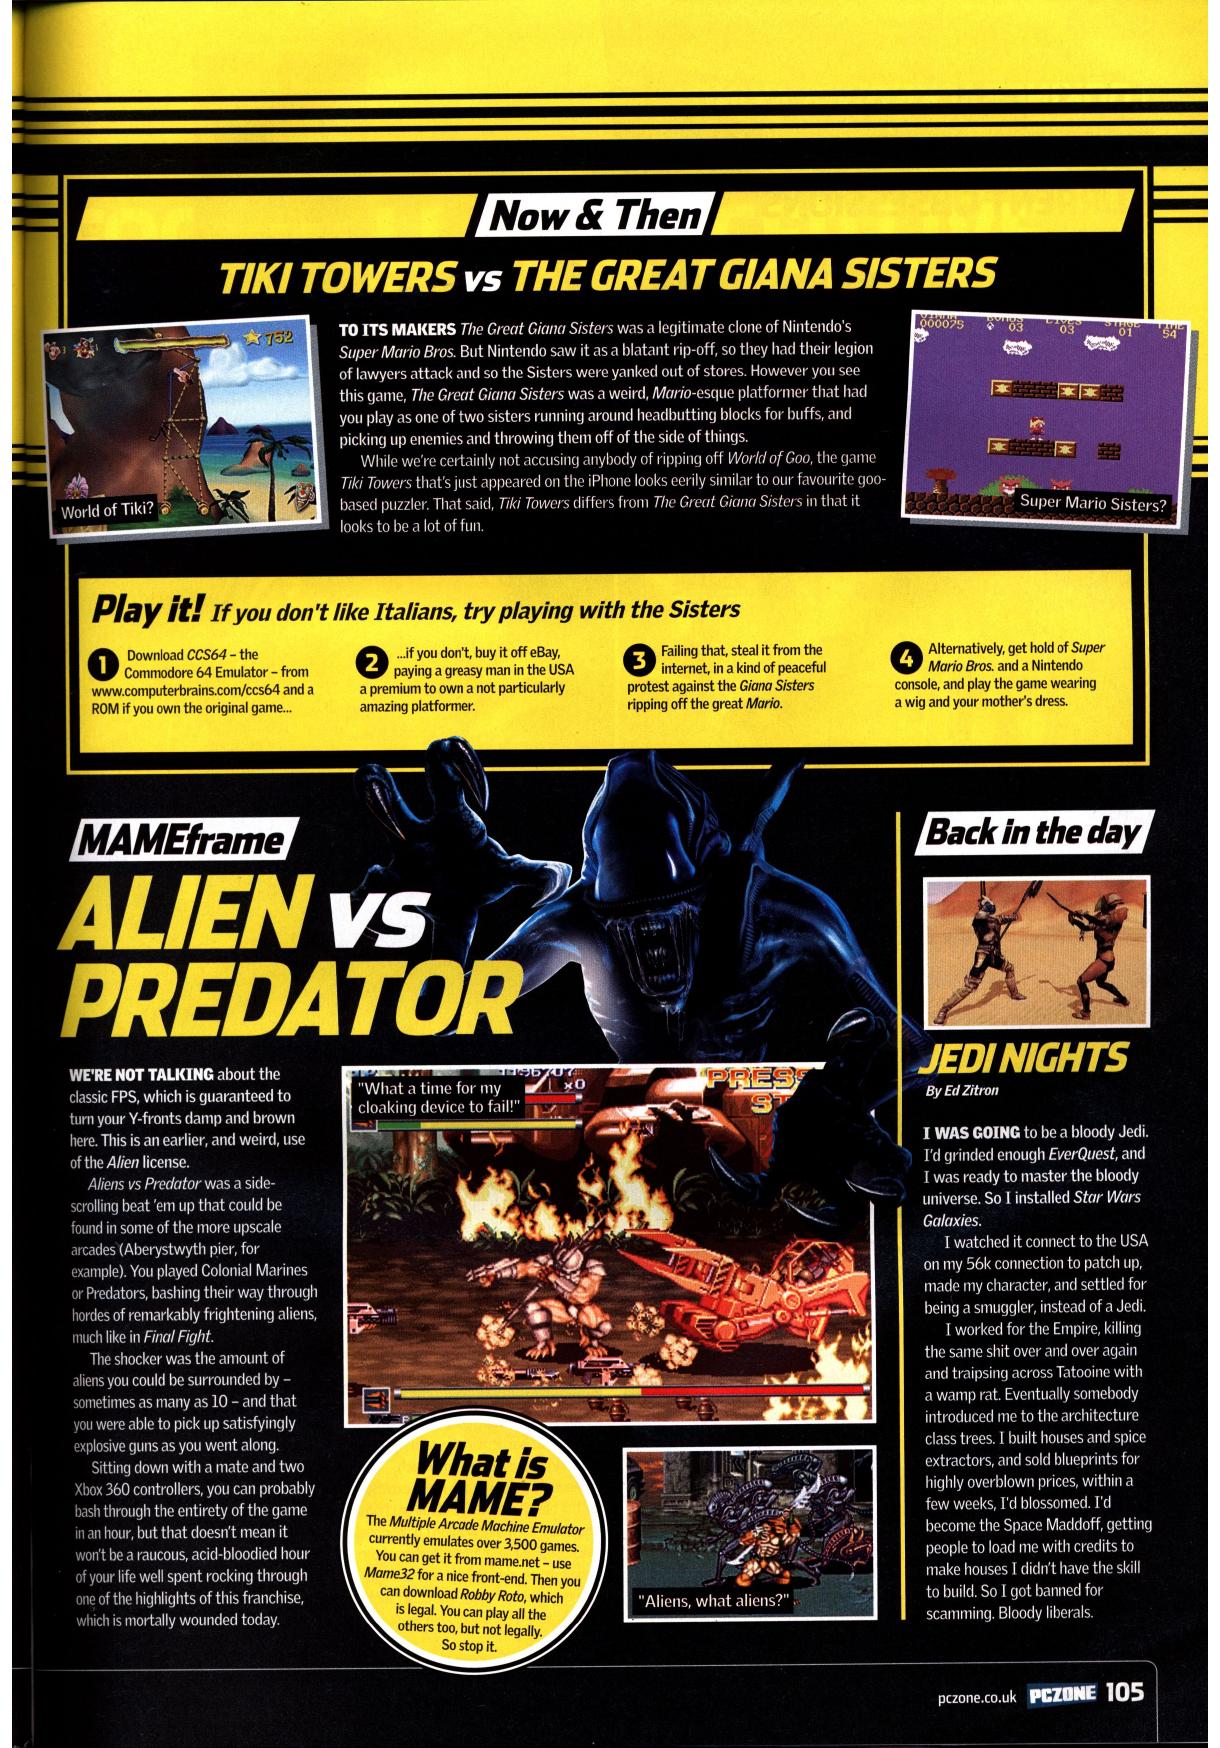 Now & Then
TIKI TOWERS vs THE GREAT GIANA SISTERS
752
World of Tiki?
TO ITS MAKERS The Great Giana Sisters was a legitimate clone of Nintendo's
Super Mario Bros. But Nintendo saw it as a blatant rip-off, so they had their legion
of lawyers attack and so the Sisters were yanked out of stores. However you see
this game, The Great Giana Sisters was a weird, Mario-esque platformer that had
you play as one of two sisters running around headbutting blocks for buffs, and
picking up enemies and throwing them off of the side of things.
While we're certainly not accusing anybody of ripping off World of Goo, the game
Tiki Towers that's just appeared on the iPhone looks eerily similar to our favourite goo-
based puzzler. That said, Tiki Towers differs from The Great Giana Sisters in that it
looks to be a lot of fun.
STAGE TIME
000075 03 03 01 54
Super Mario Sisters?
Play it! If you don't like Italians, try playing with the Sisters
1 Download CCS64 – the
Commodore 64 Emulator – from
www.computerbrains.com/ccs64 and a
ROM if you own the original game...
2 ...if you don't, buy it off eBay,
paying a greasy man in the USA
a premium to own a not particularly
amazing platformer.
3 Failing that, steal it from the
internet, in a kind of peaceful
protest against the Giana Sisters
ripping off the great Mario.
4 Alternatively, get hold of Super
Mario Bros. and a Nintendo
console, and play the game wearing
a wig and your mother's dress.
MAMEframe
ALIEN vs
PREDATOR
WE'RE NOT TALKING about the
classic FPS, which is guaranteed to
turn your Y-fronts damp and brown
here. This is an earlier, and weird, use
of the Alien license.
Aliens vs Predator was a side-
scrolling beat 'em up that could be
found in some of the more upscale
arcades (Aberystwyth pier, for
example). You played Colonial Marines
or Predators, bashing their way through
hordes of remarkably frightening aliens,
much like in Final Fight.
The shocker was the amount of
aliens you could be surrounded by –
sometimes as many as 10 – and that
you were able to pick up satisfyingly
explosive guns as you went along.
Sitting down with a mate and two
Xbox 360 controllers, you can probably
bash through the entirety of the game
in an hour, but that doesn't mean it
won't be a raucous, acid-bloodied hour
of your life well spent rocking through
one of the highlights of this franchise,
which is mortally wounded today.
"What a time for my
cloaking device to fail!"
x0
PRESS
ST
What is
MAME?
The Multiple Arcade Machine Emulator
currently emulates over 3,500 games.
You can get it from mame.net – use
Mame32 for a nice front-end. Then you
can download Robby Roto, which
is legal. You can play all the
others too, but not legally.
So stop it.
"Aliens, what aliens?"
Back in the day
JEDI NIGHTS
By Ed Zitron
I WAS GOING to be a bloody Jedi.
I'd grinded enough EverQuest, and
I was ready to master the bloody
universe. So I installed Star Wars
Galaxies.
I watched it connect to the USA
on my 56k connection to patch up,
made my character, and settled for
being a smuggler, instead of a Jedi.
I worked for the Empire, killing
the same shit over and over again
and traipsing across Tatooine with
a wamp rat. Eventually somebody
introduced me to the architecture
class trees. I built houses and spice
extractors, and sold blueprints for
highly overblown prices, within a
few weeks, I'd blossomed. I'd
become the Space Maddoff, getting
people to load me with credits to
make houses I didn't have the skill
to build. So I got banned for
scamming. Bloody liberals.
pczone.co.uk PCZONE 105